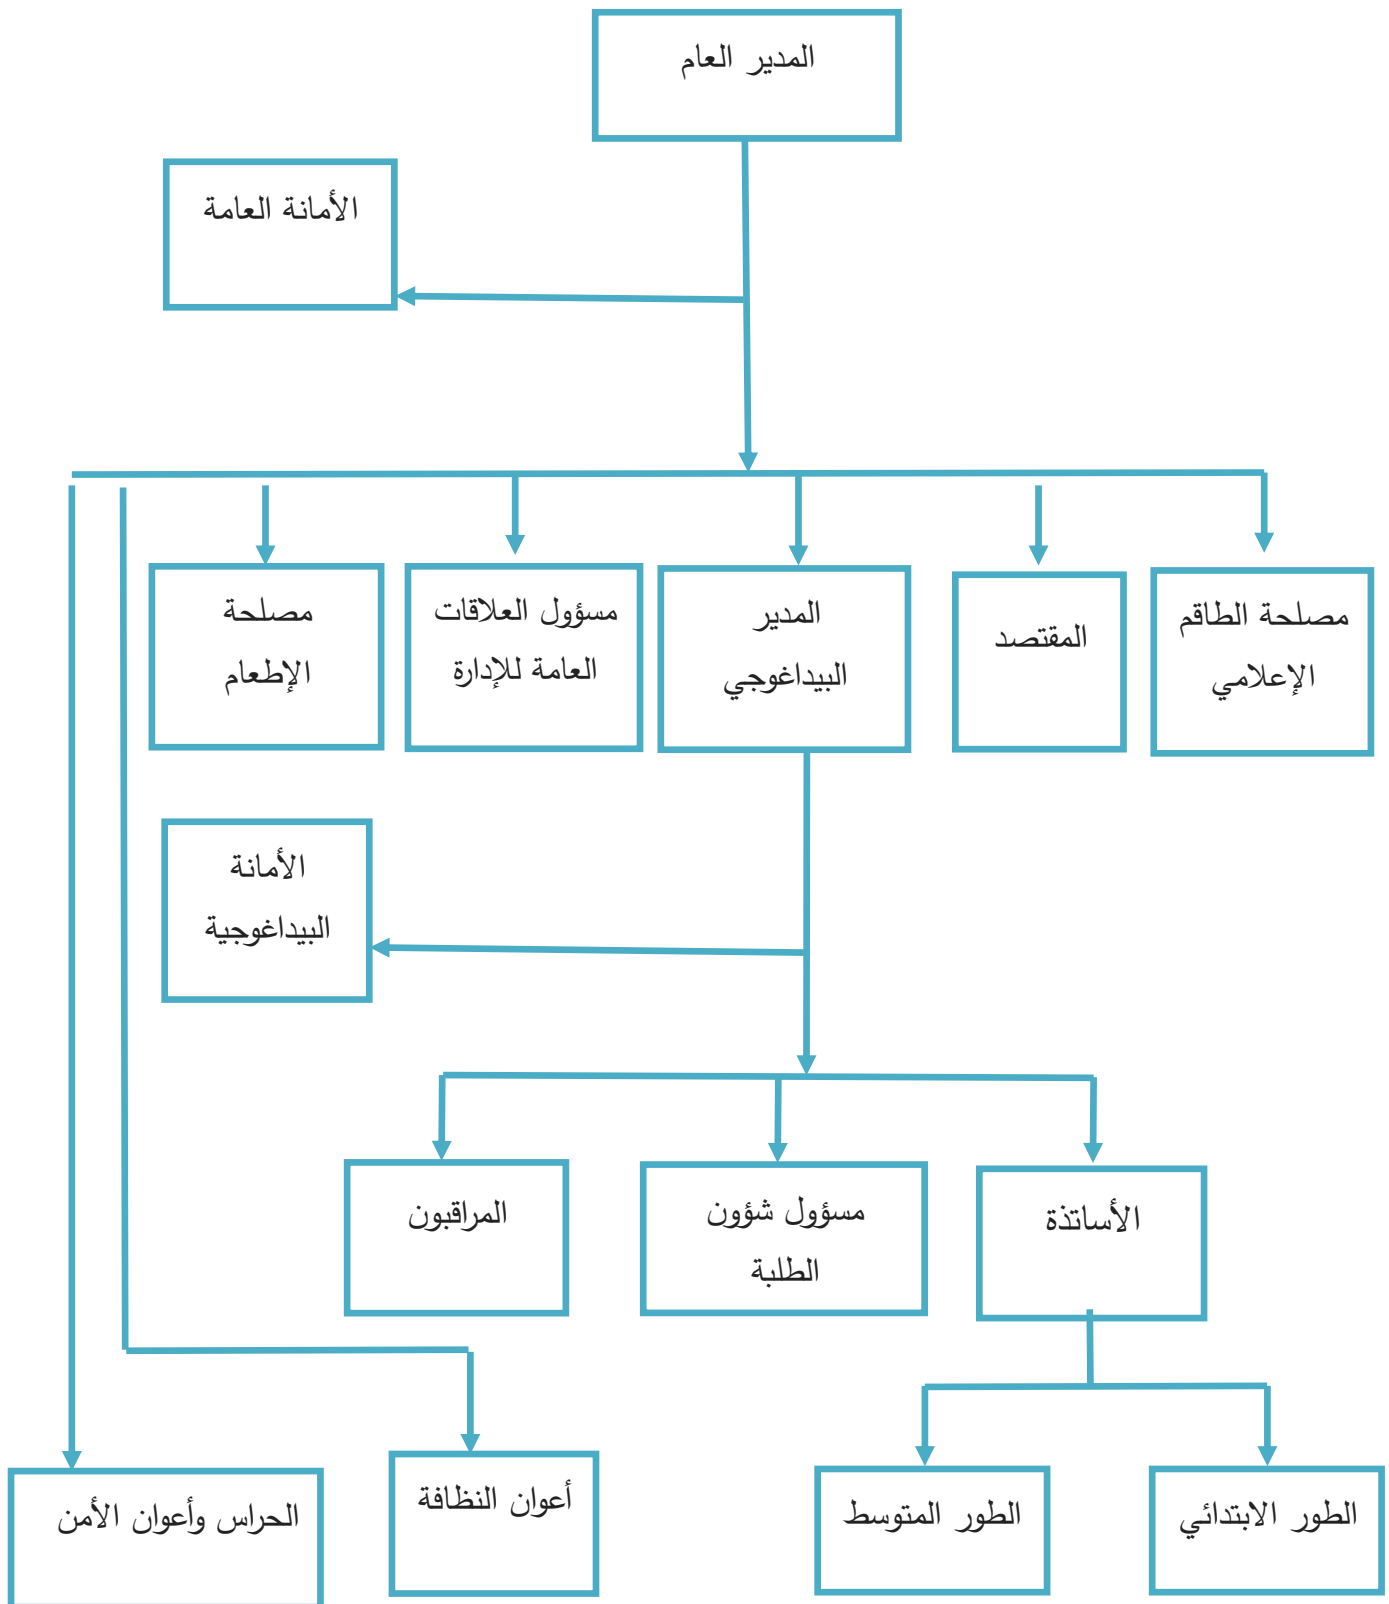 المدير العام
الأمانة العامة
مصلحة الطاقم
الإعلامي
المقتصد
المدير
البيداغوجي
مسؤول العلاقات
العامة للإدارة
مصلحة
الإطعام
الأمانة
البيداغوجية
الأساتذة
مسؤول شؤون
الطلبة
المراقبون
الطور الابتدائي
الطور المتوسط
أعوان النظافة
الحراس وأعوان الأمن